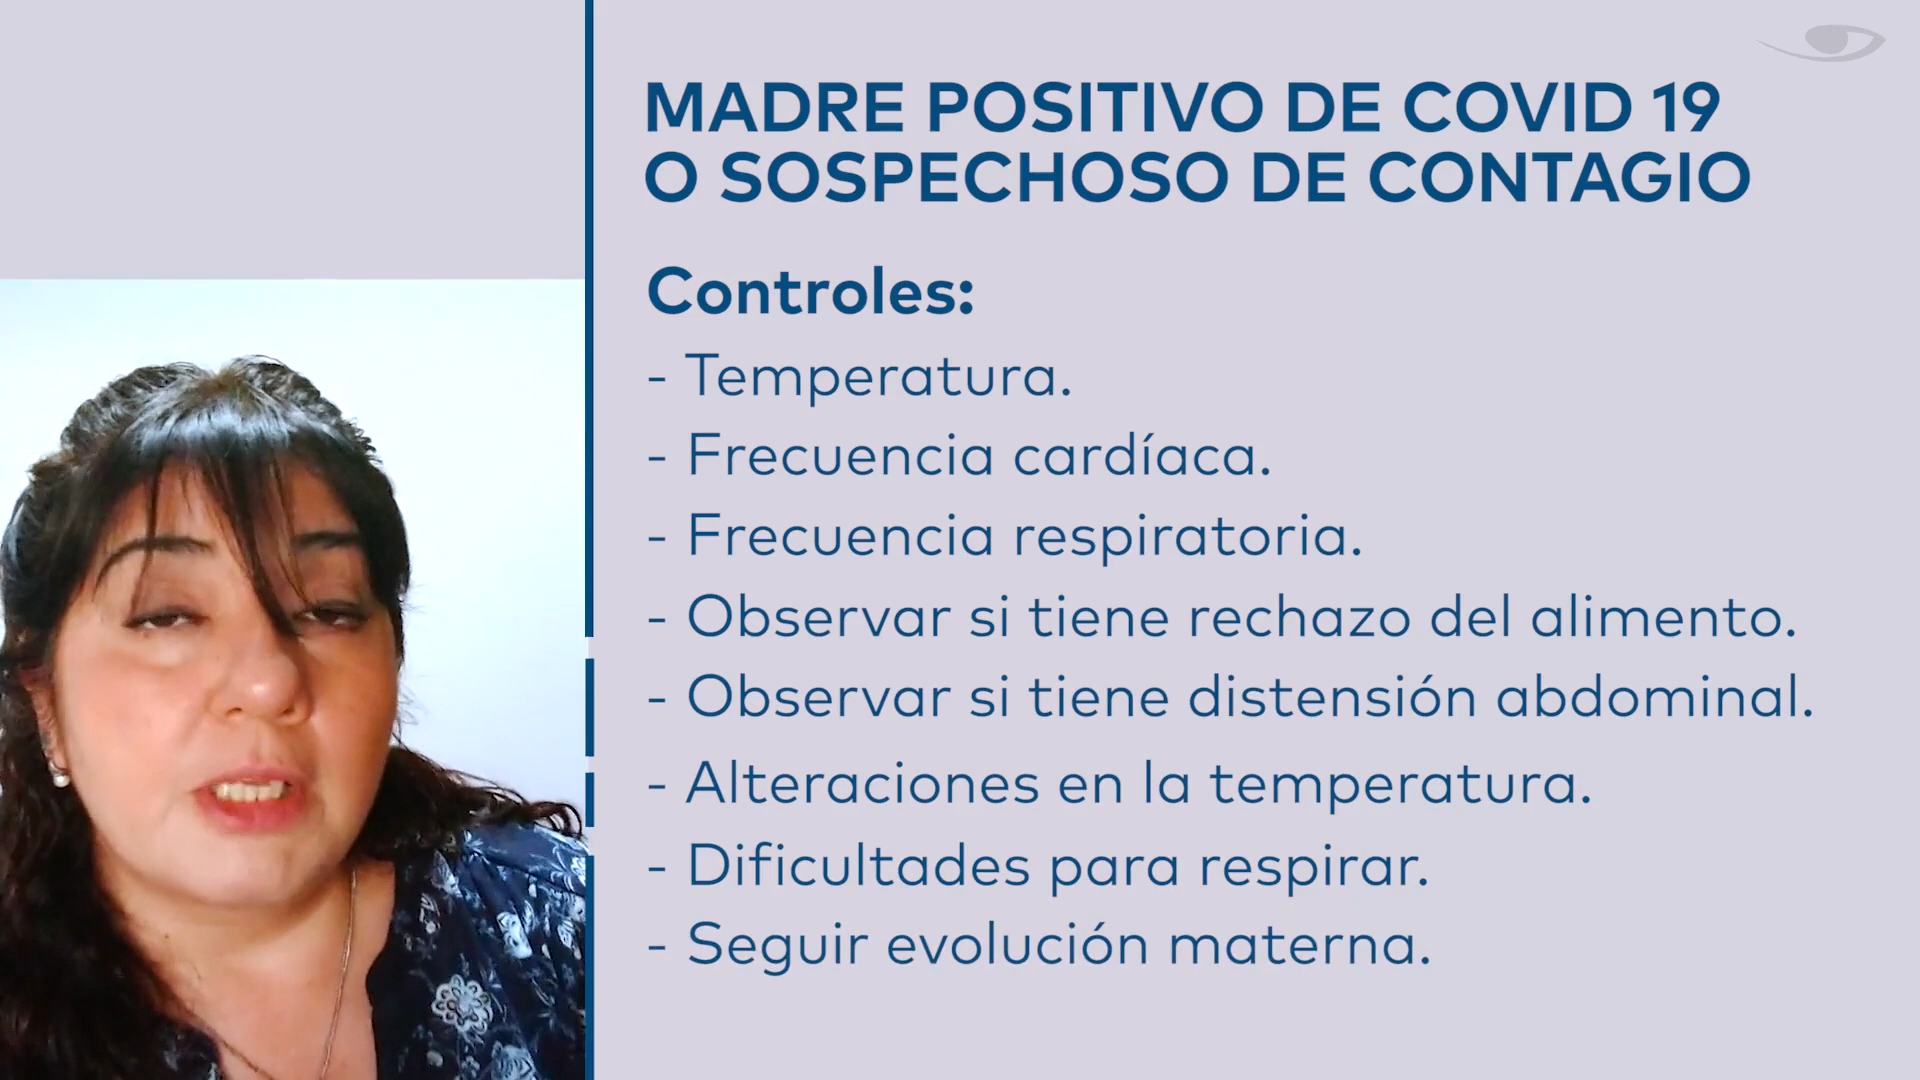 MADRE POSITIVO DE COVID 19
O SOSPECHOSO DE CONTAGIO
Controles:
- Temperatura.
- Frecuencia cardíaca.
- Frecuencia respiratoria.
- Observar si tiene rechazo del alimento.
- Observar si tiene distensión abdominal.
- Alteraciones en la temperatura.
- Dificultades para respirar.
- Seguir evolución materna.